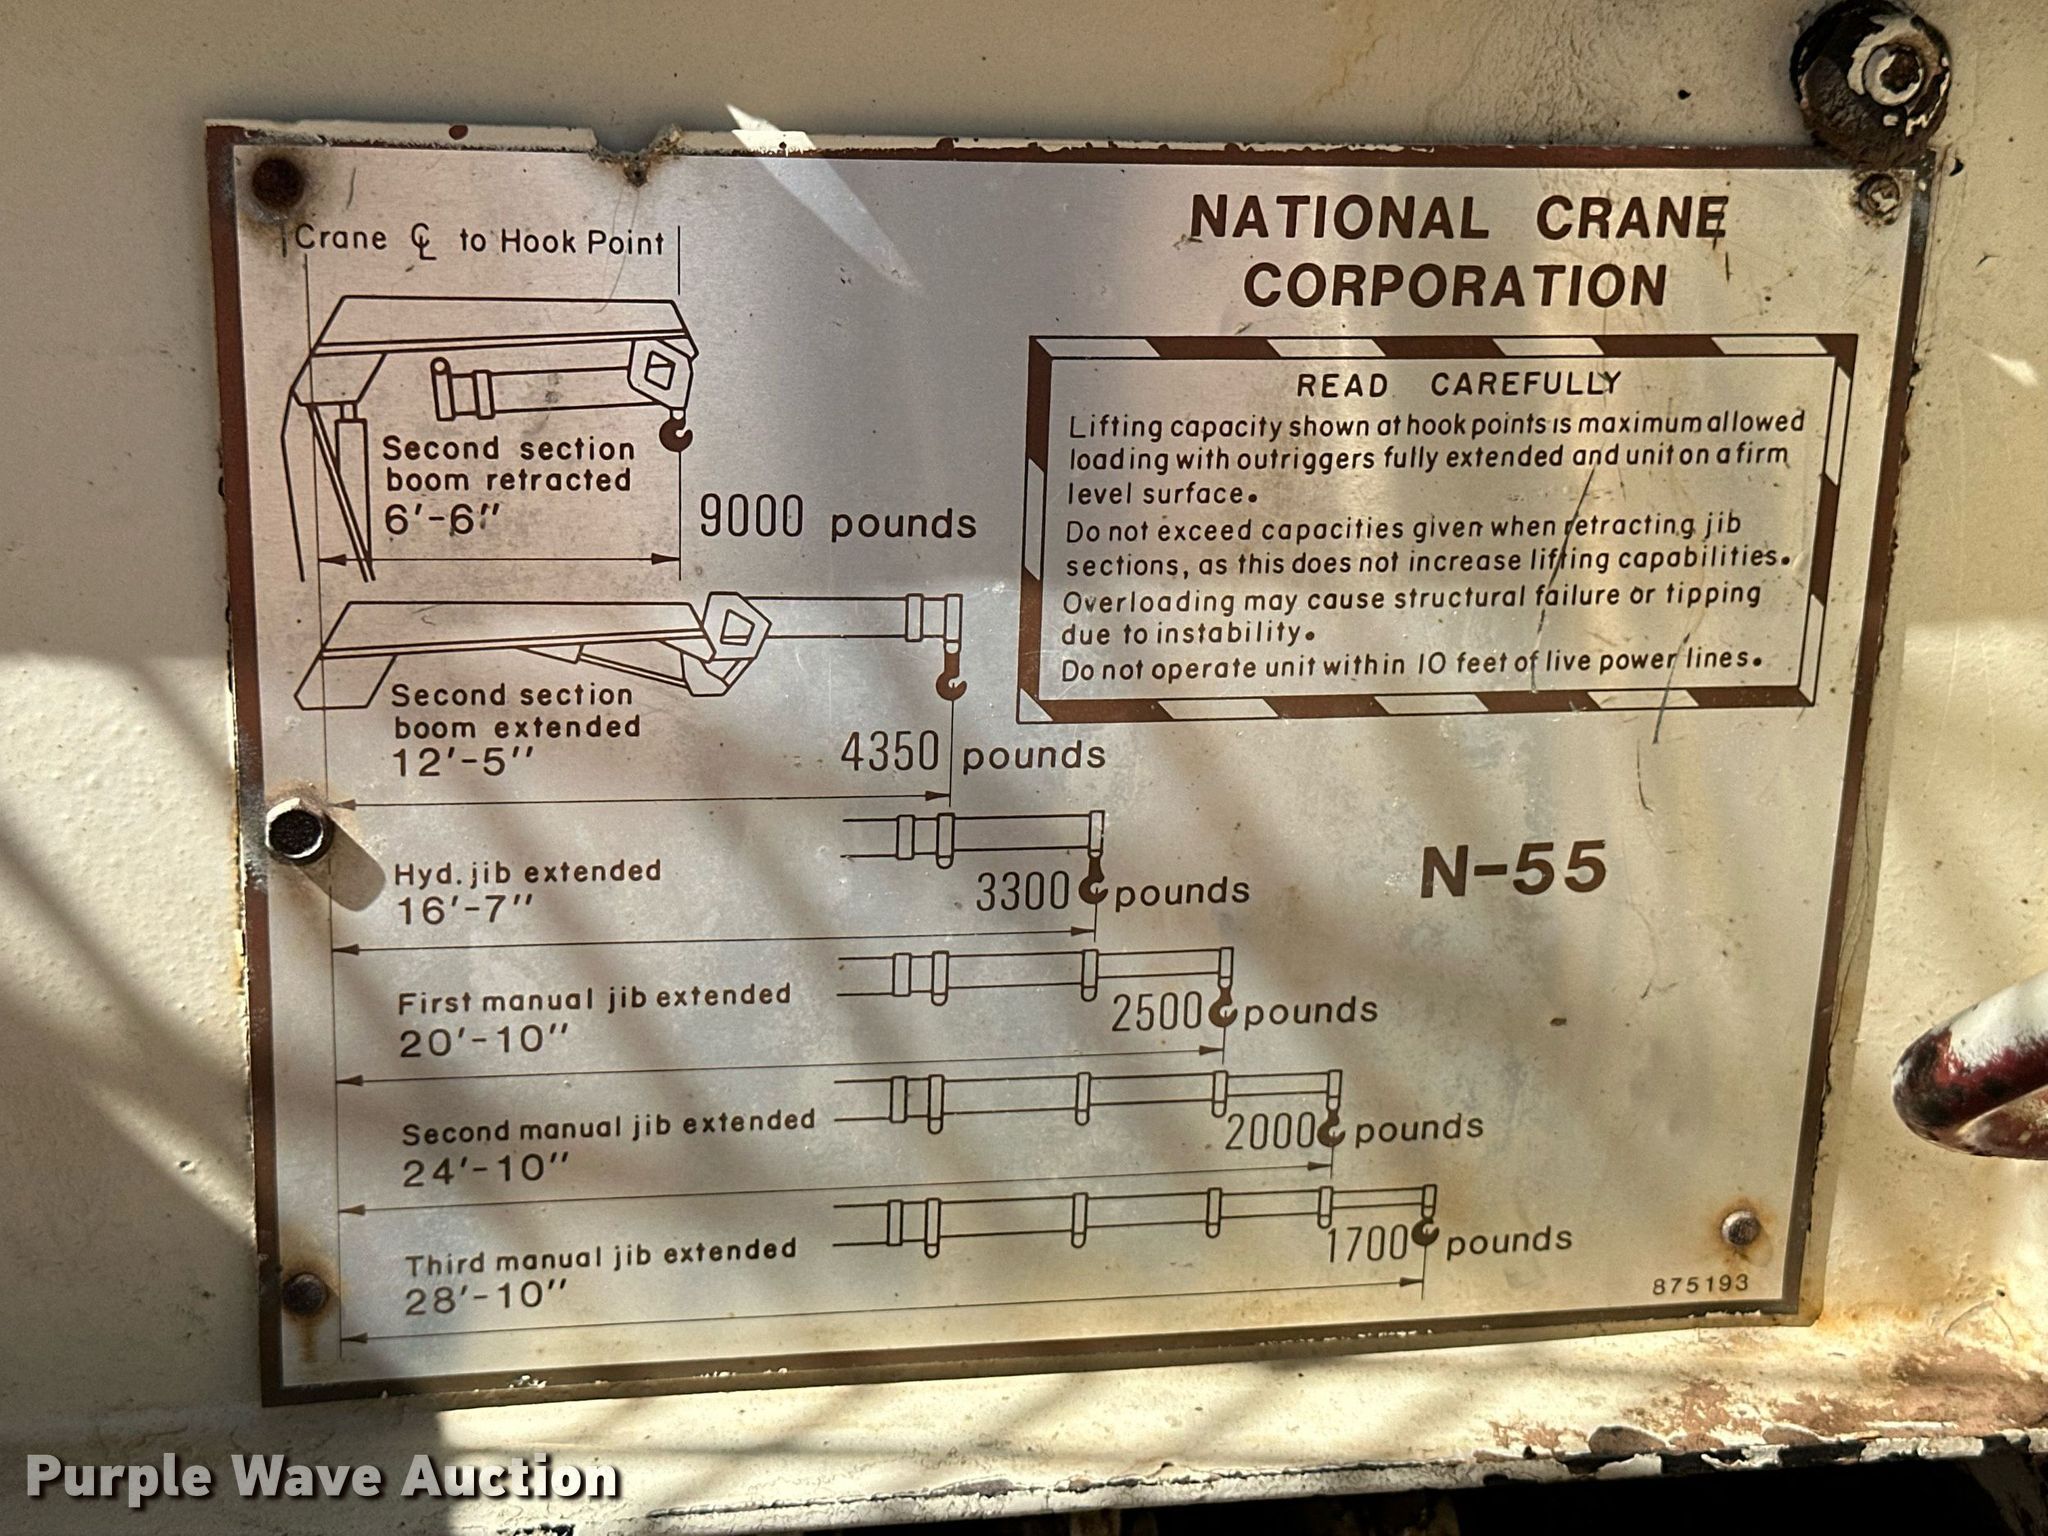 Crane ℄ to Hook Point
Second section
boom retracted
6'-6"
9000 pounds
Second section
boom extended
12'-5"
4350 pounds
Hyd. jib extended
16'-7"
3300 pounds
First manual jib extended
20'-10"
2500 pounds
Second manual jib extended
24'-10"
2000 pounds
Third manual jib extended
28'-10"
1700 pounds
NATIONAL CRANE
CORPORATION
READ CAREFULLY
Lifting capacity shown at hook points is maximum allowed
loading with outriggers fully extended and unit on a firm
level surface.
Do not exceed capacities given when retracting jib
sections, as this does not increase lifting capabilities.
Overloading may cause structural failure or tipping
due to instability.
Do not operate unit within 10 feet of live power lines.
N-55
875193
Purple Wave Auction